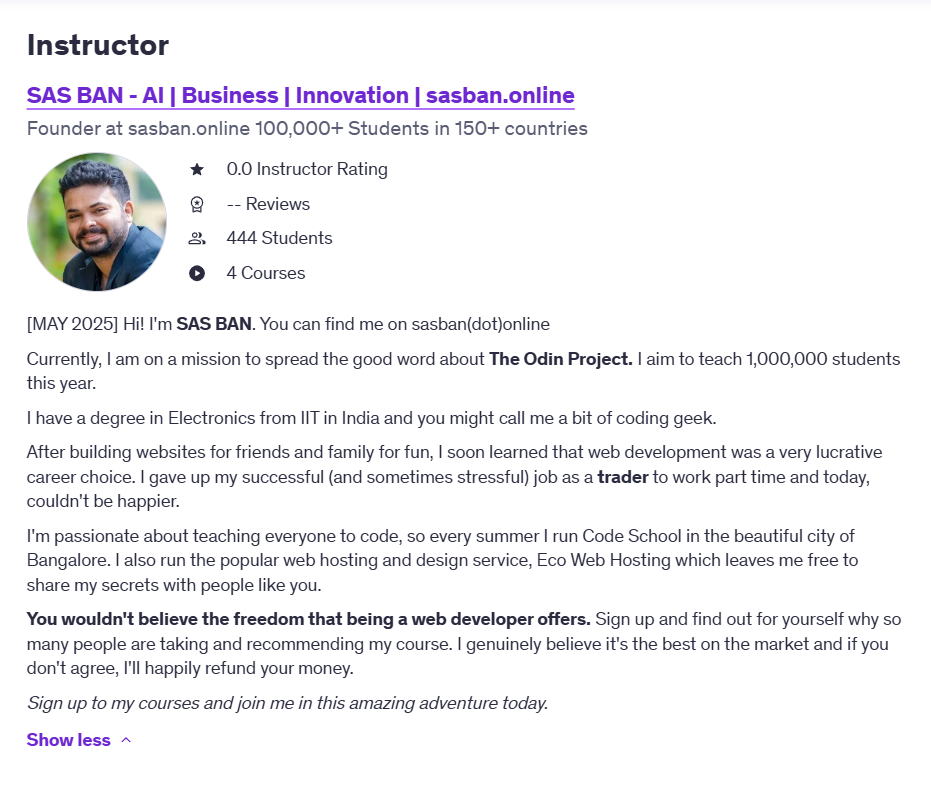 Instructor
SAS BAN - AI | Business | Innovation | sasban.online
Founder at sasban.online 100,000+ Students in 150+ countries
0.0 Instructor Rating
-- Reviews
444 Students
4 Courses
[MAY 2025] Hi! I'm SAS BAN. You can find me on sasban(dot)online
Currently, I am on a mission to spread the good word about The Odin Project. I aim to teach 1,000,000 students
this year.
I have a degree in Electronics from IIT in India and you might call me a bit of coding geek.
After building websites for friends and family for fun, I soon learned that web development was a very lucrative
career choice. I gave up my successful (and sometimes stressful) job as a trader to work part time and today,
couldn't be happier.
I'm passionate about teaching everyone to code, so every summer I run Code School in the beautiful city of
Bangalore. I also run the popular web hosting and design service, Eco Web Hosting which leaves me free to
share my secrets with people like you.
You wouldn't believe the freedom that being a web developer offers. Sign up and find out for yourself why so
many people are taking and recommending my course. I genuinely believe it's the best on the market and if you
don't agree, I'll happily refund your money.
Sign up to my courses and join me in this amazing adventure today.
Show less